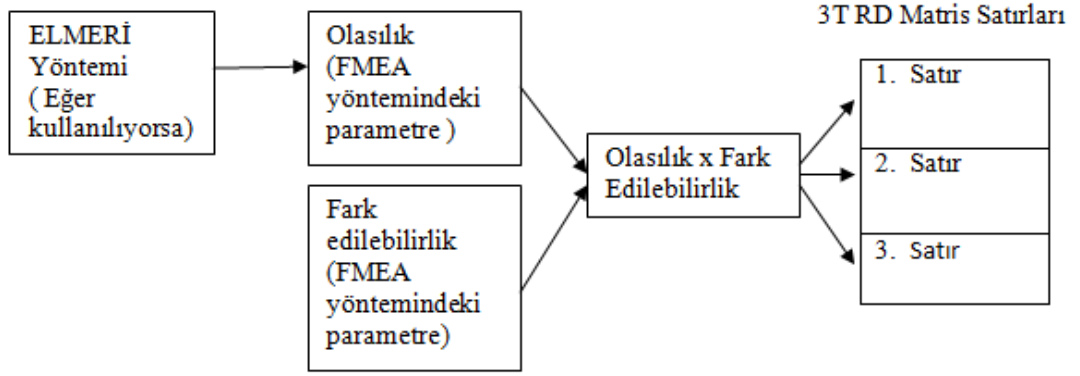 ELMERİ
Yöntemi
( Eğer
kullanılıyorsa)
Olasılık
(FMEA
yöntemindeki
parametre )
Fark
edilebilirlik
(FMEA
yöntemindeki
parametre)
Olasılık x Fark
Edilebilirlik
3T RD Matris Satırları
1. Satır
2. Satır
3. Satır